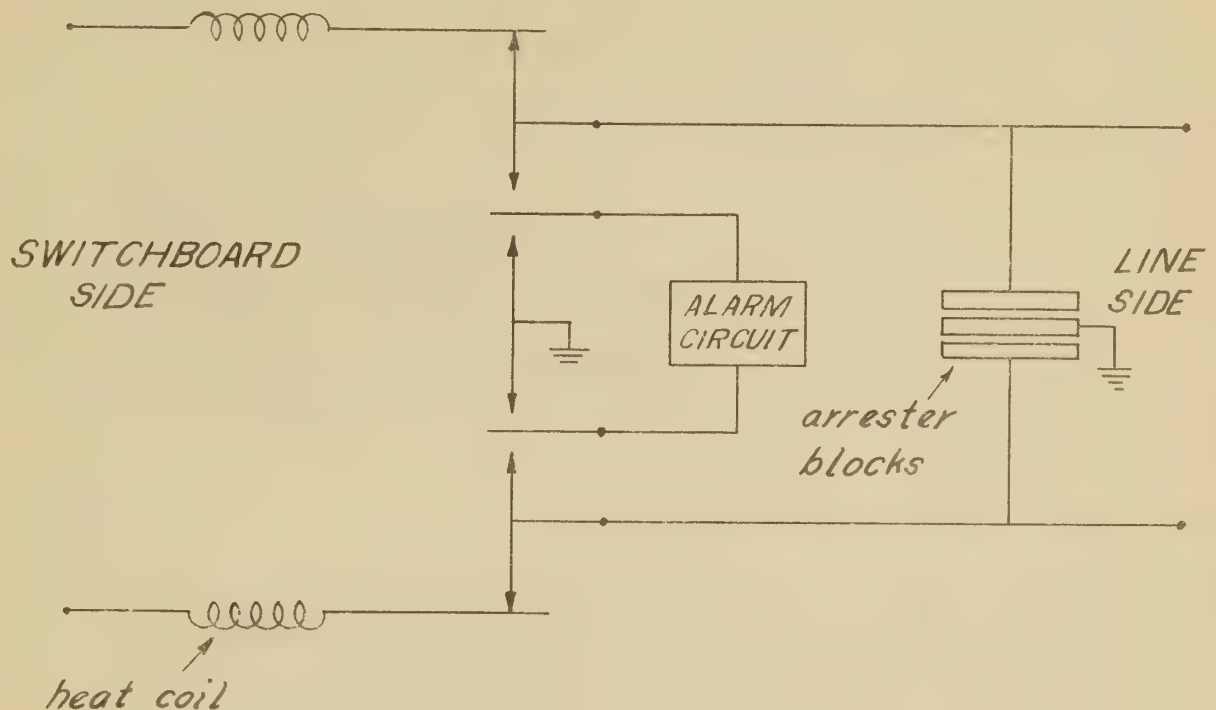 SWITCHBOARD
SIDE
ALARM
CIRCUIT
LINE
SIDE
arrester
blocks
heat coil